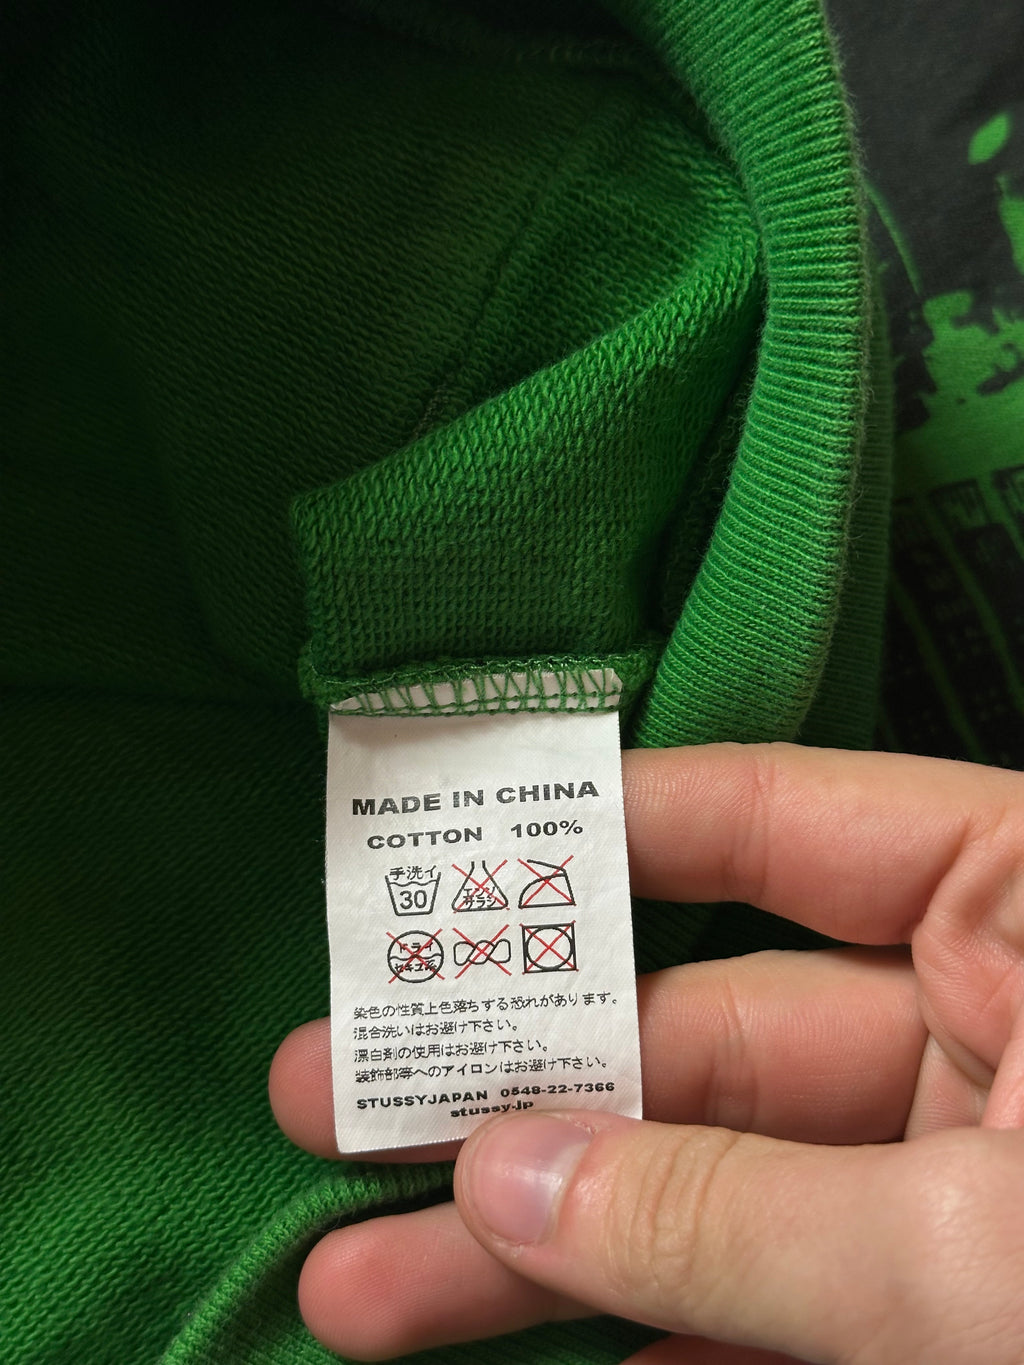 MADE IN CHINA
COTTON 100%
手洗イ
30
エンソ
サラシ
ドライ
セキユ系
染色の性質上色落ちする恐れがあります。
混合洗いはお避け下さい。
漂白剤の使用はお避け下さい。
装飾部等へのアイロンはお避け下さい。
STUSSYJAPAN 0548-22-7366
stussy.jp